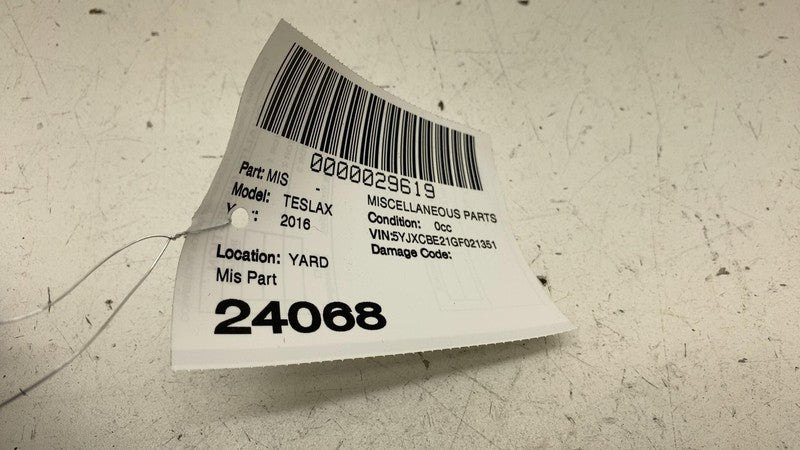 0000029619
Part: MIS -
MISCELLANEOUS PARTS
Model: TESLAX
Condition: 0cc
2016
VIN:5YJXCBE21GF021351
Damage Code:
Location: YARD
Mis Part
24068